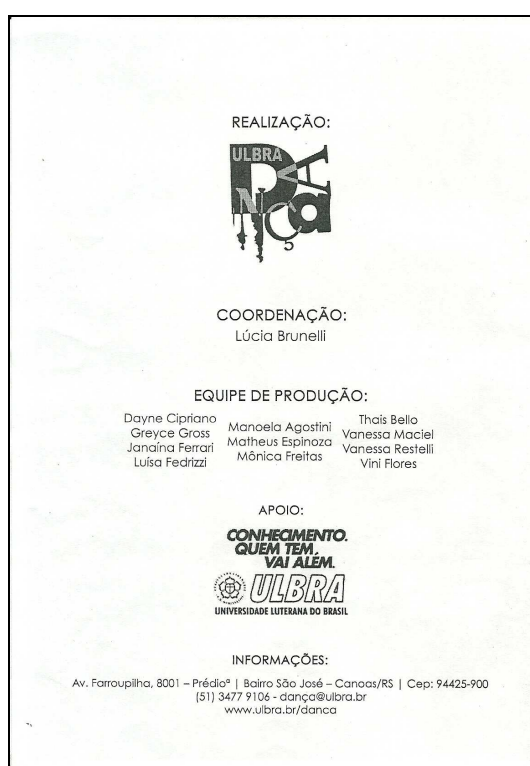 REALIZAÇÃO:
ULBRA
DANÇA
COORDENAÇÃO:
Lúcia Brunelli
EQUIPE DE PRODUÇÃO:
Dayne Cipriano
Greyce Gross
Janaína Ferrari
Luísa Fedrizzi
Manoela Agostini
Matheus Espinoza
Mônica Freitas
Thais Bello
Vanessa Maciel
Vanessa Restelli
Vini Flores
APOIO:
CONHECIMENTO.
QUEM TEM,
VAI ALÉM.
ULBRA
UNIVERSIDADE LUTERANA DO BRASIL
INFORMAÇÕES:
Av. Farroupilha, 8001 – Prédioª | Bairro São José – Canoas/RS | Cep: 94425-900
(51) 3477 9106 - dança@ulbra.br
www.ulbra.br/danca